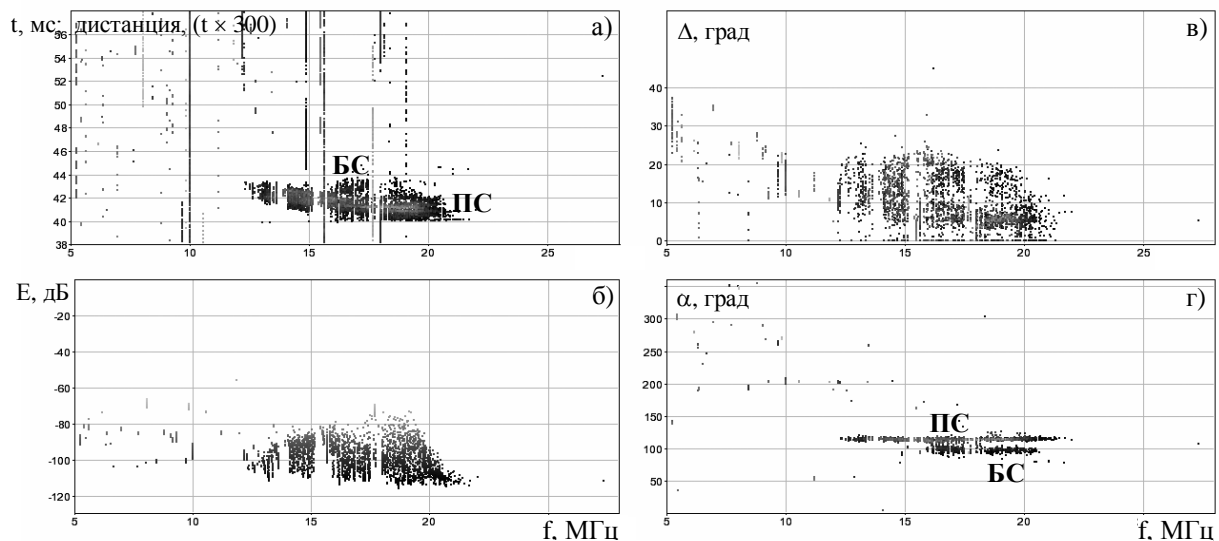 t, мс; дистанция, (t × 300)
а)
56
54
52
50
48
46
44
42
40
38
БС
ПС
5 10 15 20 25
Δ, град
в)
40
30
20
10
0
5 10 15 20 25
E, дБ
б)
-20
-40
-60
-80
-100
-120
5 10 15 20 25
f, МГц
α, град
г)
300
250
200
150
100
50
ПС
БС
5 10 15 20 25
f, МГц